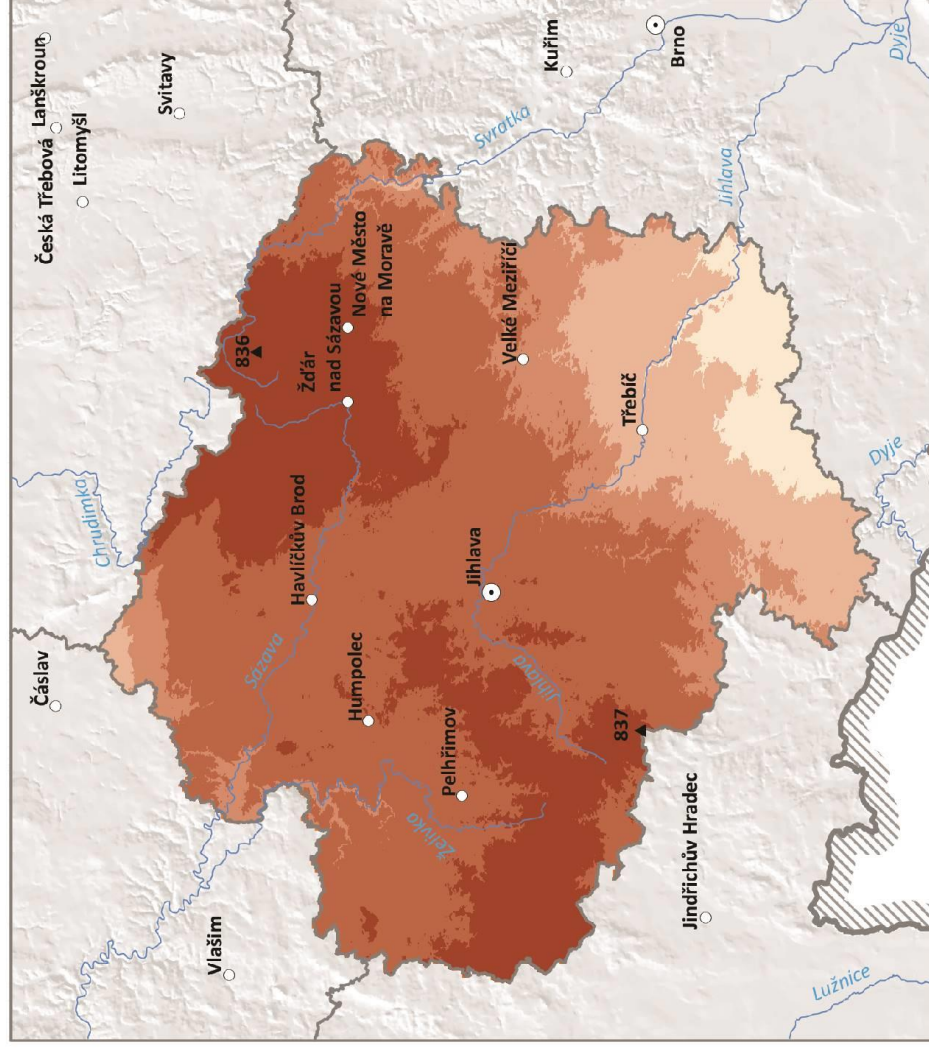 Čáslav
Chrudimka
Česká Třebová
Lanškroun
Litomyšl
Svitavy
Vlašim
Sázava
Havlíčkův Brod
836
Žďár
nad Sázavou
Nové Město
na Moravě
Svratka
Kuřim
Brno
Humpolec
Pelhřimov
Želivka
Jihlava
Jihlava
Velké Meziříčí
Třebíč
Jihlava
Dyje
837
Jindřichův Hradec
Lužnice
Dyje